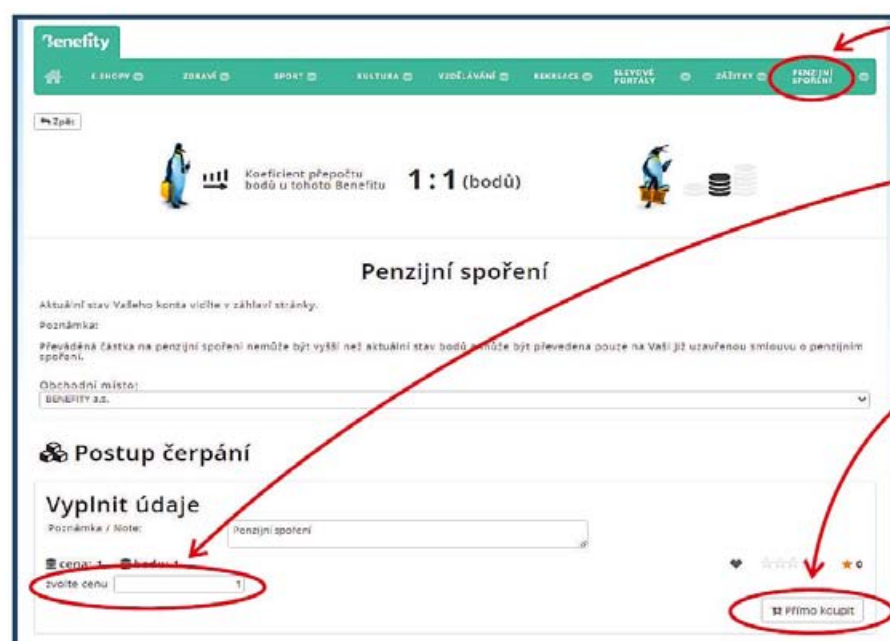 Benefity
E-SHOPY ZDRAVÍ SPORT KULTURA VZDĚLÁVÁNÍ REKREACE SLEVOVÉ PORTÁLY ZÁŽITKY PENZIJNÍ SPOŘENÍ
Zpět
Koeficient přepočtu
bodů u tohoto Benefitu
1 : 1 (bodů)
Penzijní spoření
Aktuální stav Vašeho konta vidíte v záhlaví stránky.
Poznámka:
Převáděná částka na penzijní spoření nemůže být vyšší než aktuální stav bodů a může být převedena pouze na Vaši již uzavřenou smlouvu o penzijním
spoření.
Obchodní místo:
BENEFITY a.s.
Postup čerpání
Vyplnit údaje
Poznámka / Note: Penzijní spoření
cena: 1 bodů: 1
0
zvolte cenu 1
Přímo koupit